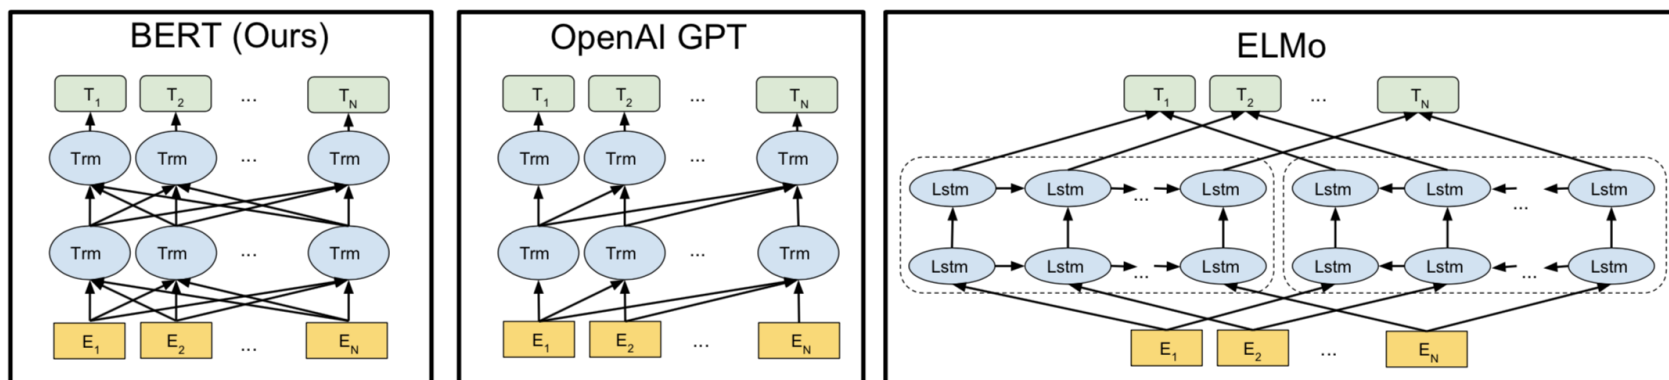 BERT (Ours)
T1 T2 ... TN
Trm Trm ... Trm
Trm Trm ... Trm
E1 E2 ... EN
OpenAI GPT
T1 T2 ... TN
Trm Trm ... Trm
Trm Trm ... Trm
E1 E2 ... EN
ELMo
T1 T2 ... TN
Lstm Lstm ... Lstm Lstm Lstm ... Lstm
Lstm Lstm ... Lstm Lstm Lstm ... Lstm
E1 E2 ... EN